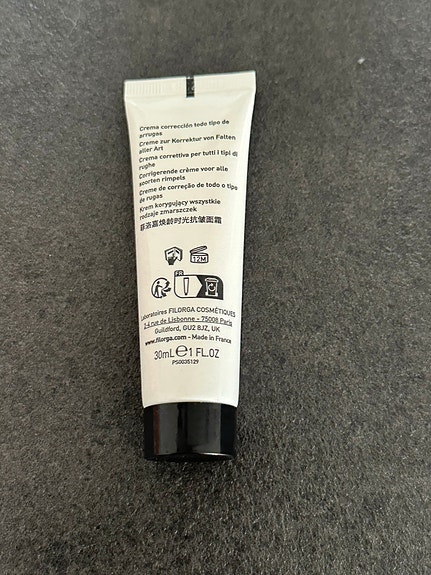 Crema corrección todo tipo de
arrugas
Creme zur Korrektur von Falten
aller Art
Crema correttiva per tutti i tipi di
rughe
Corrigerende crème voor alle
soorten rimpels
Creme de correção de todo o tipo
de rugas
Krem korygujący wszystkie
rodzaje zmarszczek
菲洛嘉焕龄时光抗皱面霜
12M
FR
Laboratoires FILORGA COSMÉTIQUES
2-4 rue de Lisbonne - 75008 Paris
Guildford, GU2 8JZ, UK
www.filorga.com - Made in France
30mL e 1 FL.OZ
PSG035129